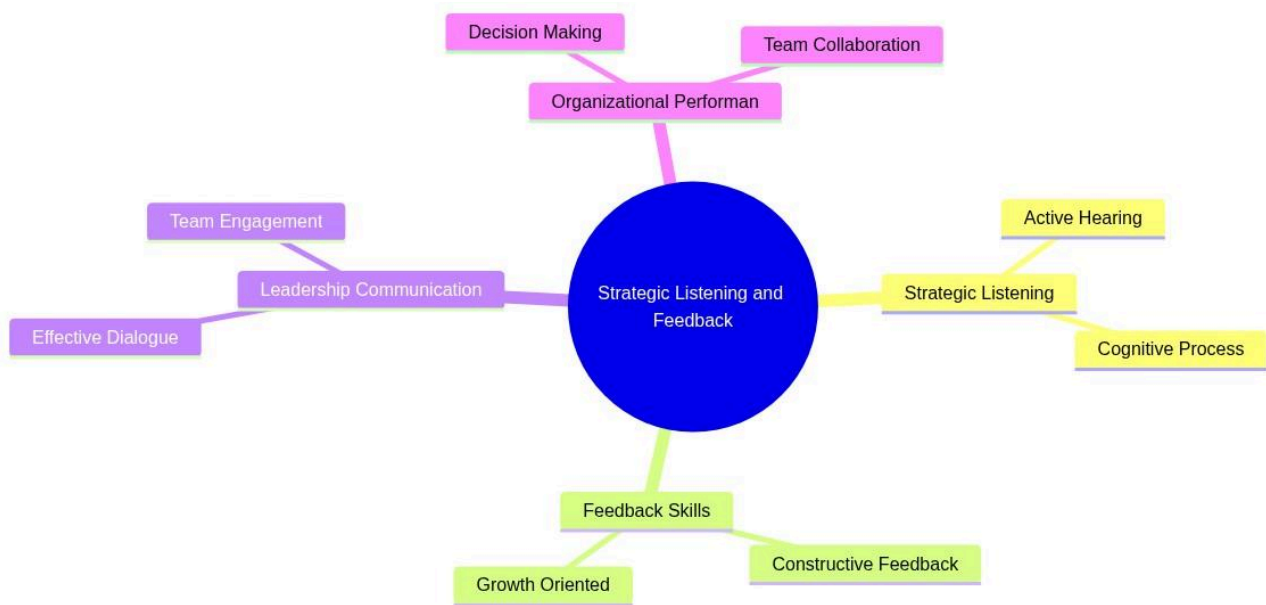 Decision Making
Team Collaboration
Organizational Performan
Team Engagement
Active Hearing
Leadership Communication
Strategic Listening and
Feedback
Strategic Listening
Effective Dialogue
Cognitive Process
Feedback Skills
Constructive Feedback
Growth Oriented